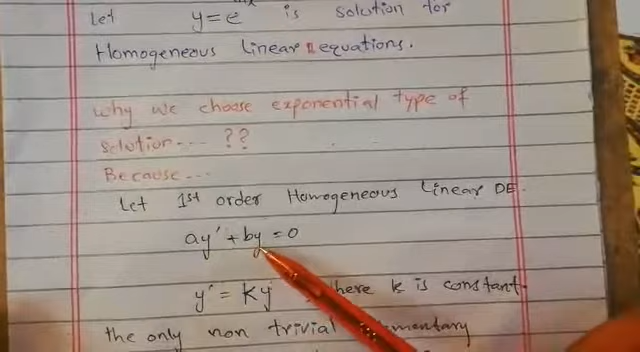 Let y = e is solution for
Homogeneous linear equations.
why we choose exponential type of
solution... ??
Because...
Let 1st order Homogeneous Linear DE.
ay' + by = 0
y' = ky where k is constant.
the only non trivial